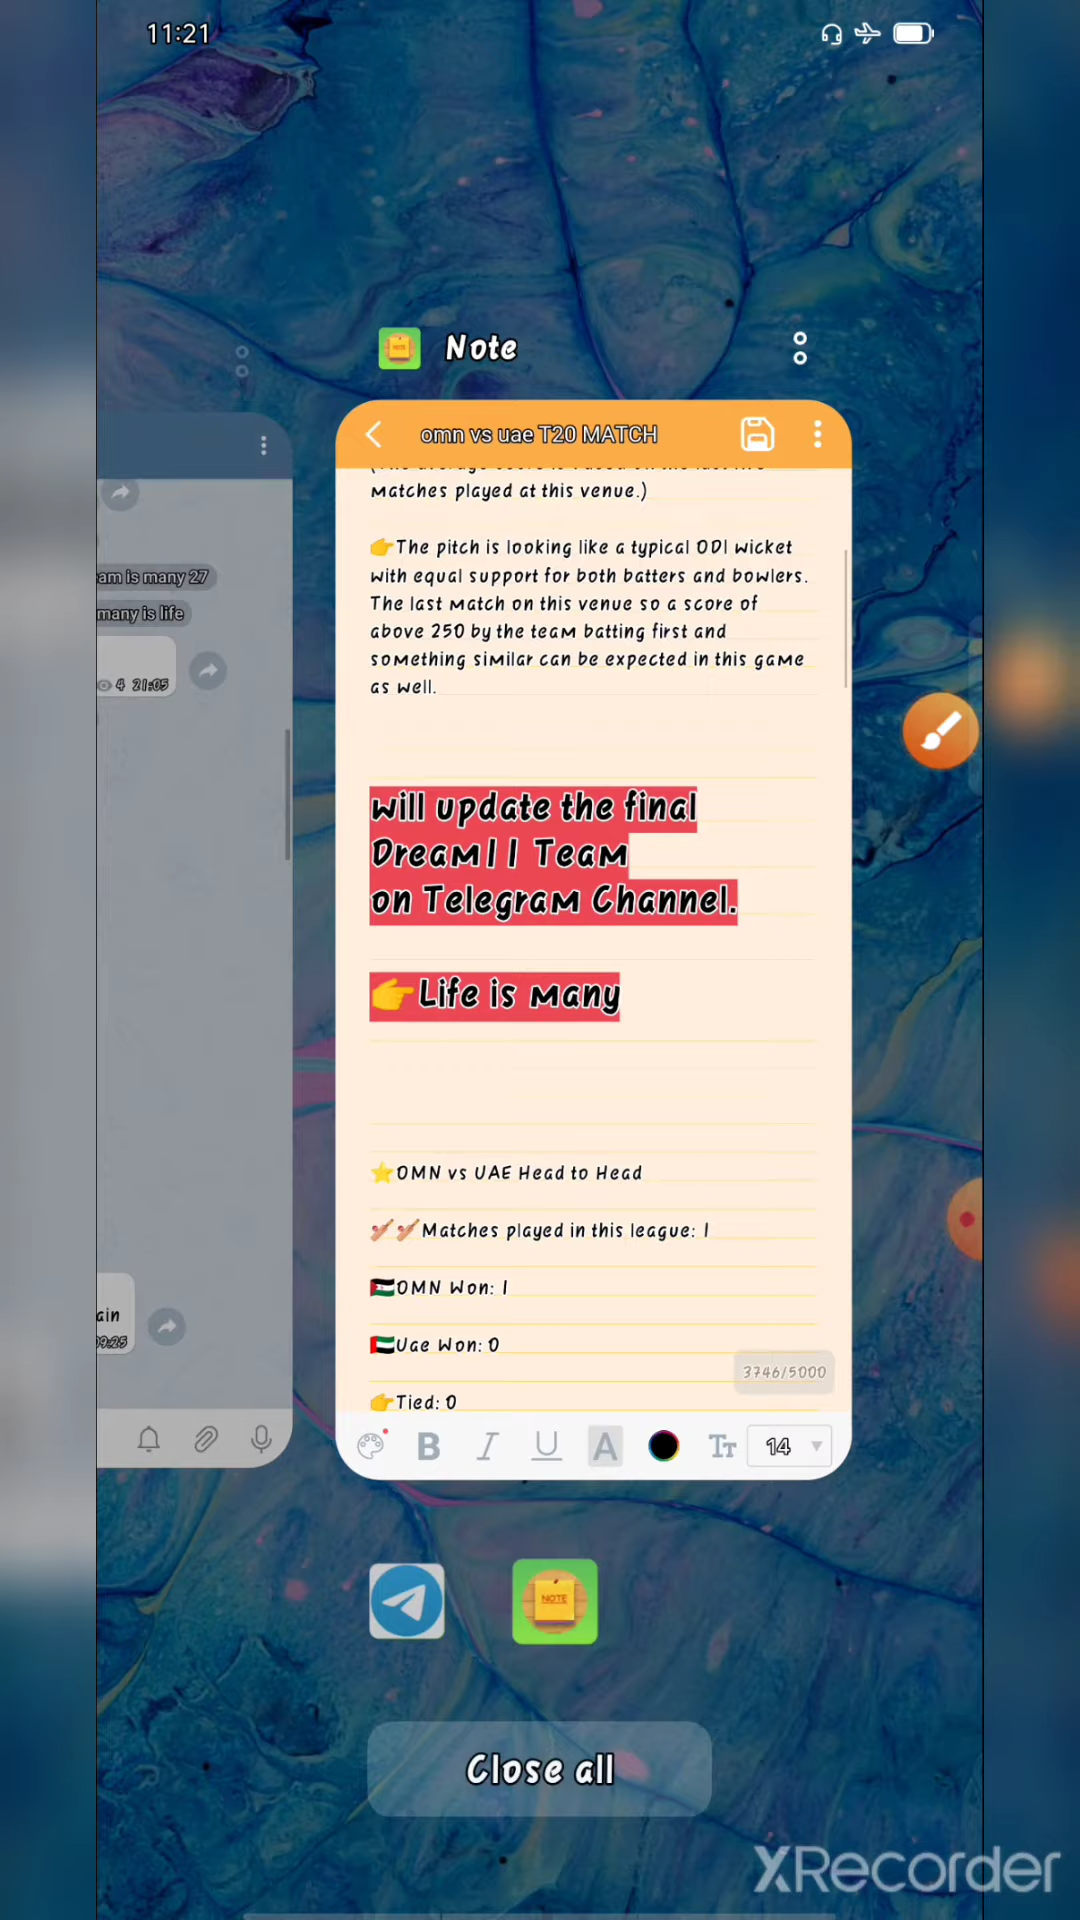 11:21
Note
omn vs uae T20 MATCH
matches played at this venue.)
👉The pitch is looking like a typical ODI wicket
with equal support for both batters and bowlers.
The last match on this venue so a score of
above 250 by the team batting first and
something similar can be expected in this game
as well.
will update the final
Dream11 Team
on Telegram Channel.
👉Life is many
⭐OMN vs UAE Head to Head
🏏🏏Matches played in this league: 1
🇵🇸OMN Won: 1
🇦🇪Uae Won: 0
👉Tied: 0
3746/5000
B I U A TT 14
am is many 27
many is life
4 21:05
ain
09:25
NOTE
Close all
XRecorder